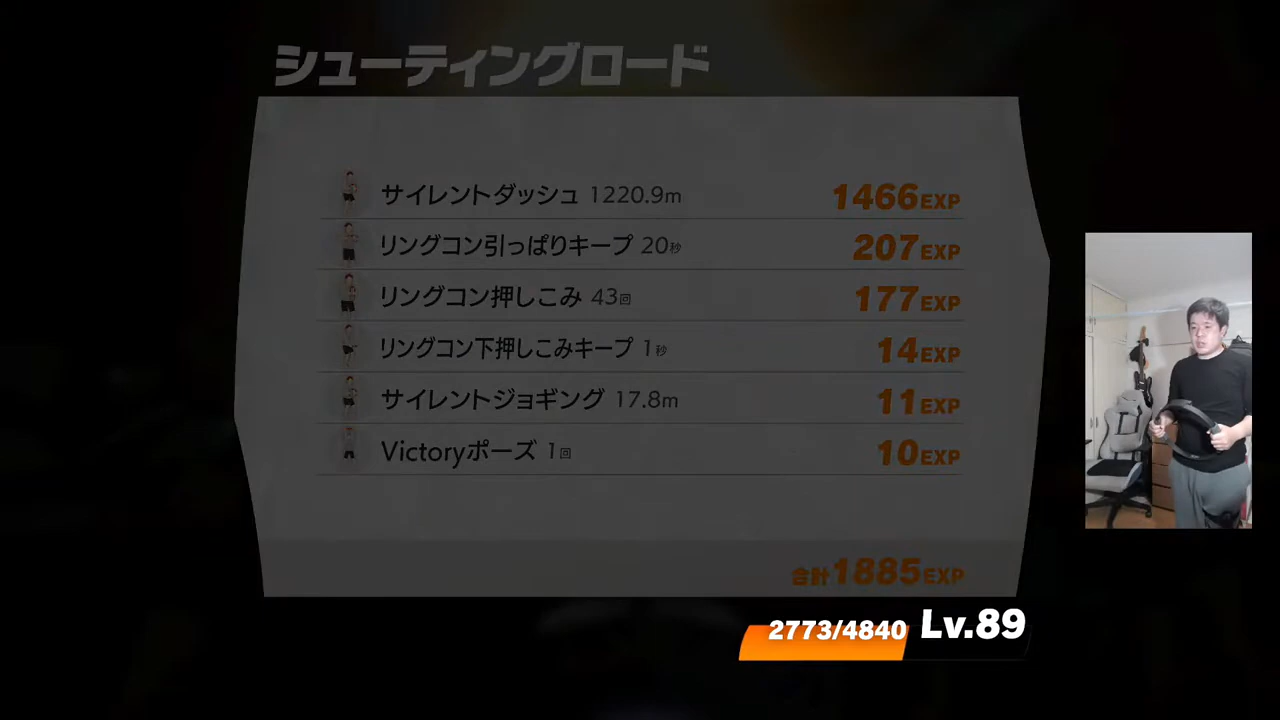 シューティングロード
サイレントダッシュ 1220.9m 1466EXP
リングコン引っぱりキープ 20秒 207EXP
リングコン押しこみ 43回 177EXP
リングコン下押しこみキープ 1秒 14EXP
サイレントジョギング 17.8m 11EXP
Victoryポーズ 1回 10EXP
合計1885EXP
2773/4840 Lv.89